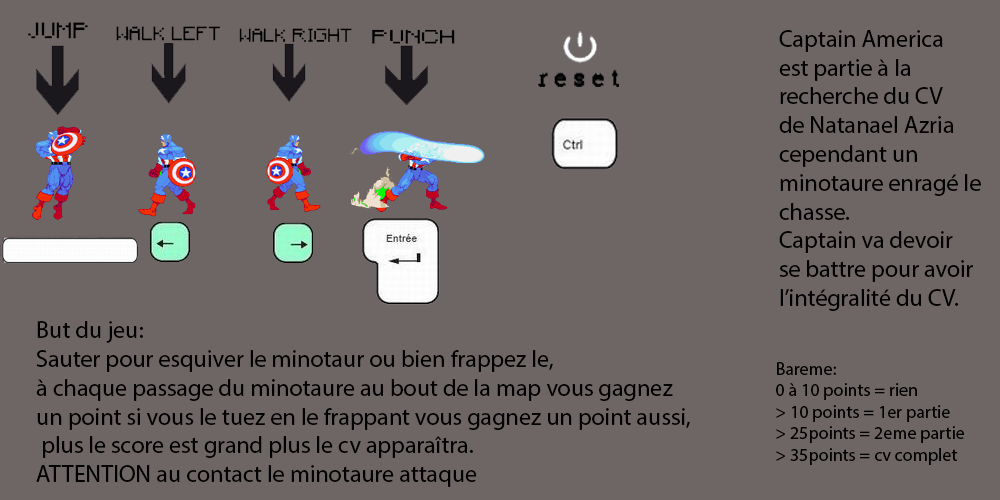 JUMP
WALK LEFT
WALK RIGHT
PUNCH
reset
Ctrl
Entrée
Captain America
est partie à la
recherche du CV
de Natanael Azria
cependant un
minotaure enragé le
chasse.
Captain va devoir
se battre pour avoir
l'intégralité du CV.
But du jeu:
Sauter pour esquiver le minotaur ou bien frappez le,
à chaque passage du minotaure au bout de la map vous gagnez
un point si vous le tuez en le frappant vous gagnez un point aussi,
plus le score est grand plus le cv apparaîtra.
ATTENTION au contact le minotaure attaque
Bareme:
0 à 10 points = rien
> 10 points = 1er partie
> 25points = 2eme partie
> 35points = cv complet